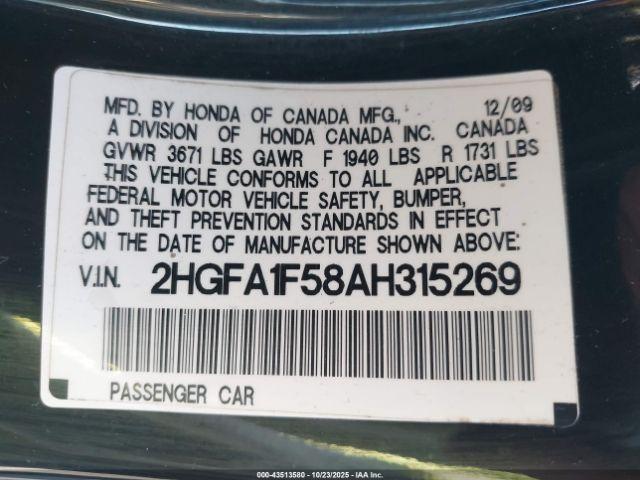 MFD. BY HONDA OF CANADA MFG., 12/09
A DIVISION OF HONDA CANADA INC. CANADA
GVWR 3671 LBS GAWR F 1940 LBS R 1731 LBS
THIS VEHICLE CONFORMS TO ALL APPLICABLE
FEDERAL MOTOR VEHICLE SAFETY, BUMPER,
AND THEFT PREVENTION STANDARDS IN EFFECT
ON THE DATE OF MANUFACTURE SHOWN ABOVE:
V.I.N. 2HGFA1F58AH315269
PASSENGER CAR
000-43513580 - 10/23/2025 - IAA Inc.